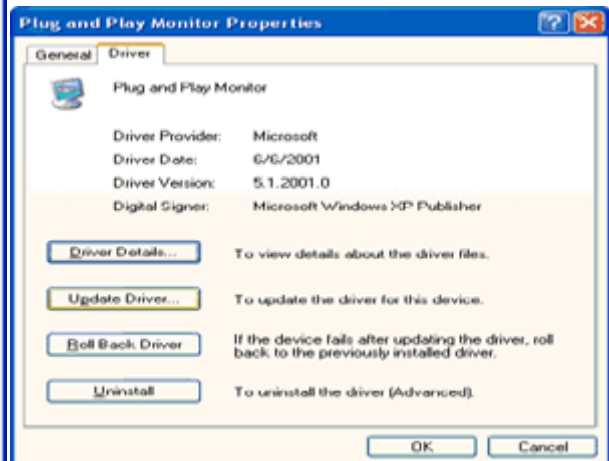 Plug and Play Monitor Properties
General Driver
Plug and Play Monitor
Driver Provider: Microsoft
Driver Date: 6/6/2001
Driver Version: 5.1.2001.0
Digital Signer: Microsoft Windows XP Publisher
Driver Details... To view details about the driver files.
Update Driver... To update the driver for this device.
Roll Back Driver If the device fails after updating the driver, roll
back to the previously installed driver.
Uninstall To uninstall the driver (Advanced).
OK Cancel